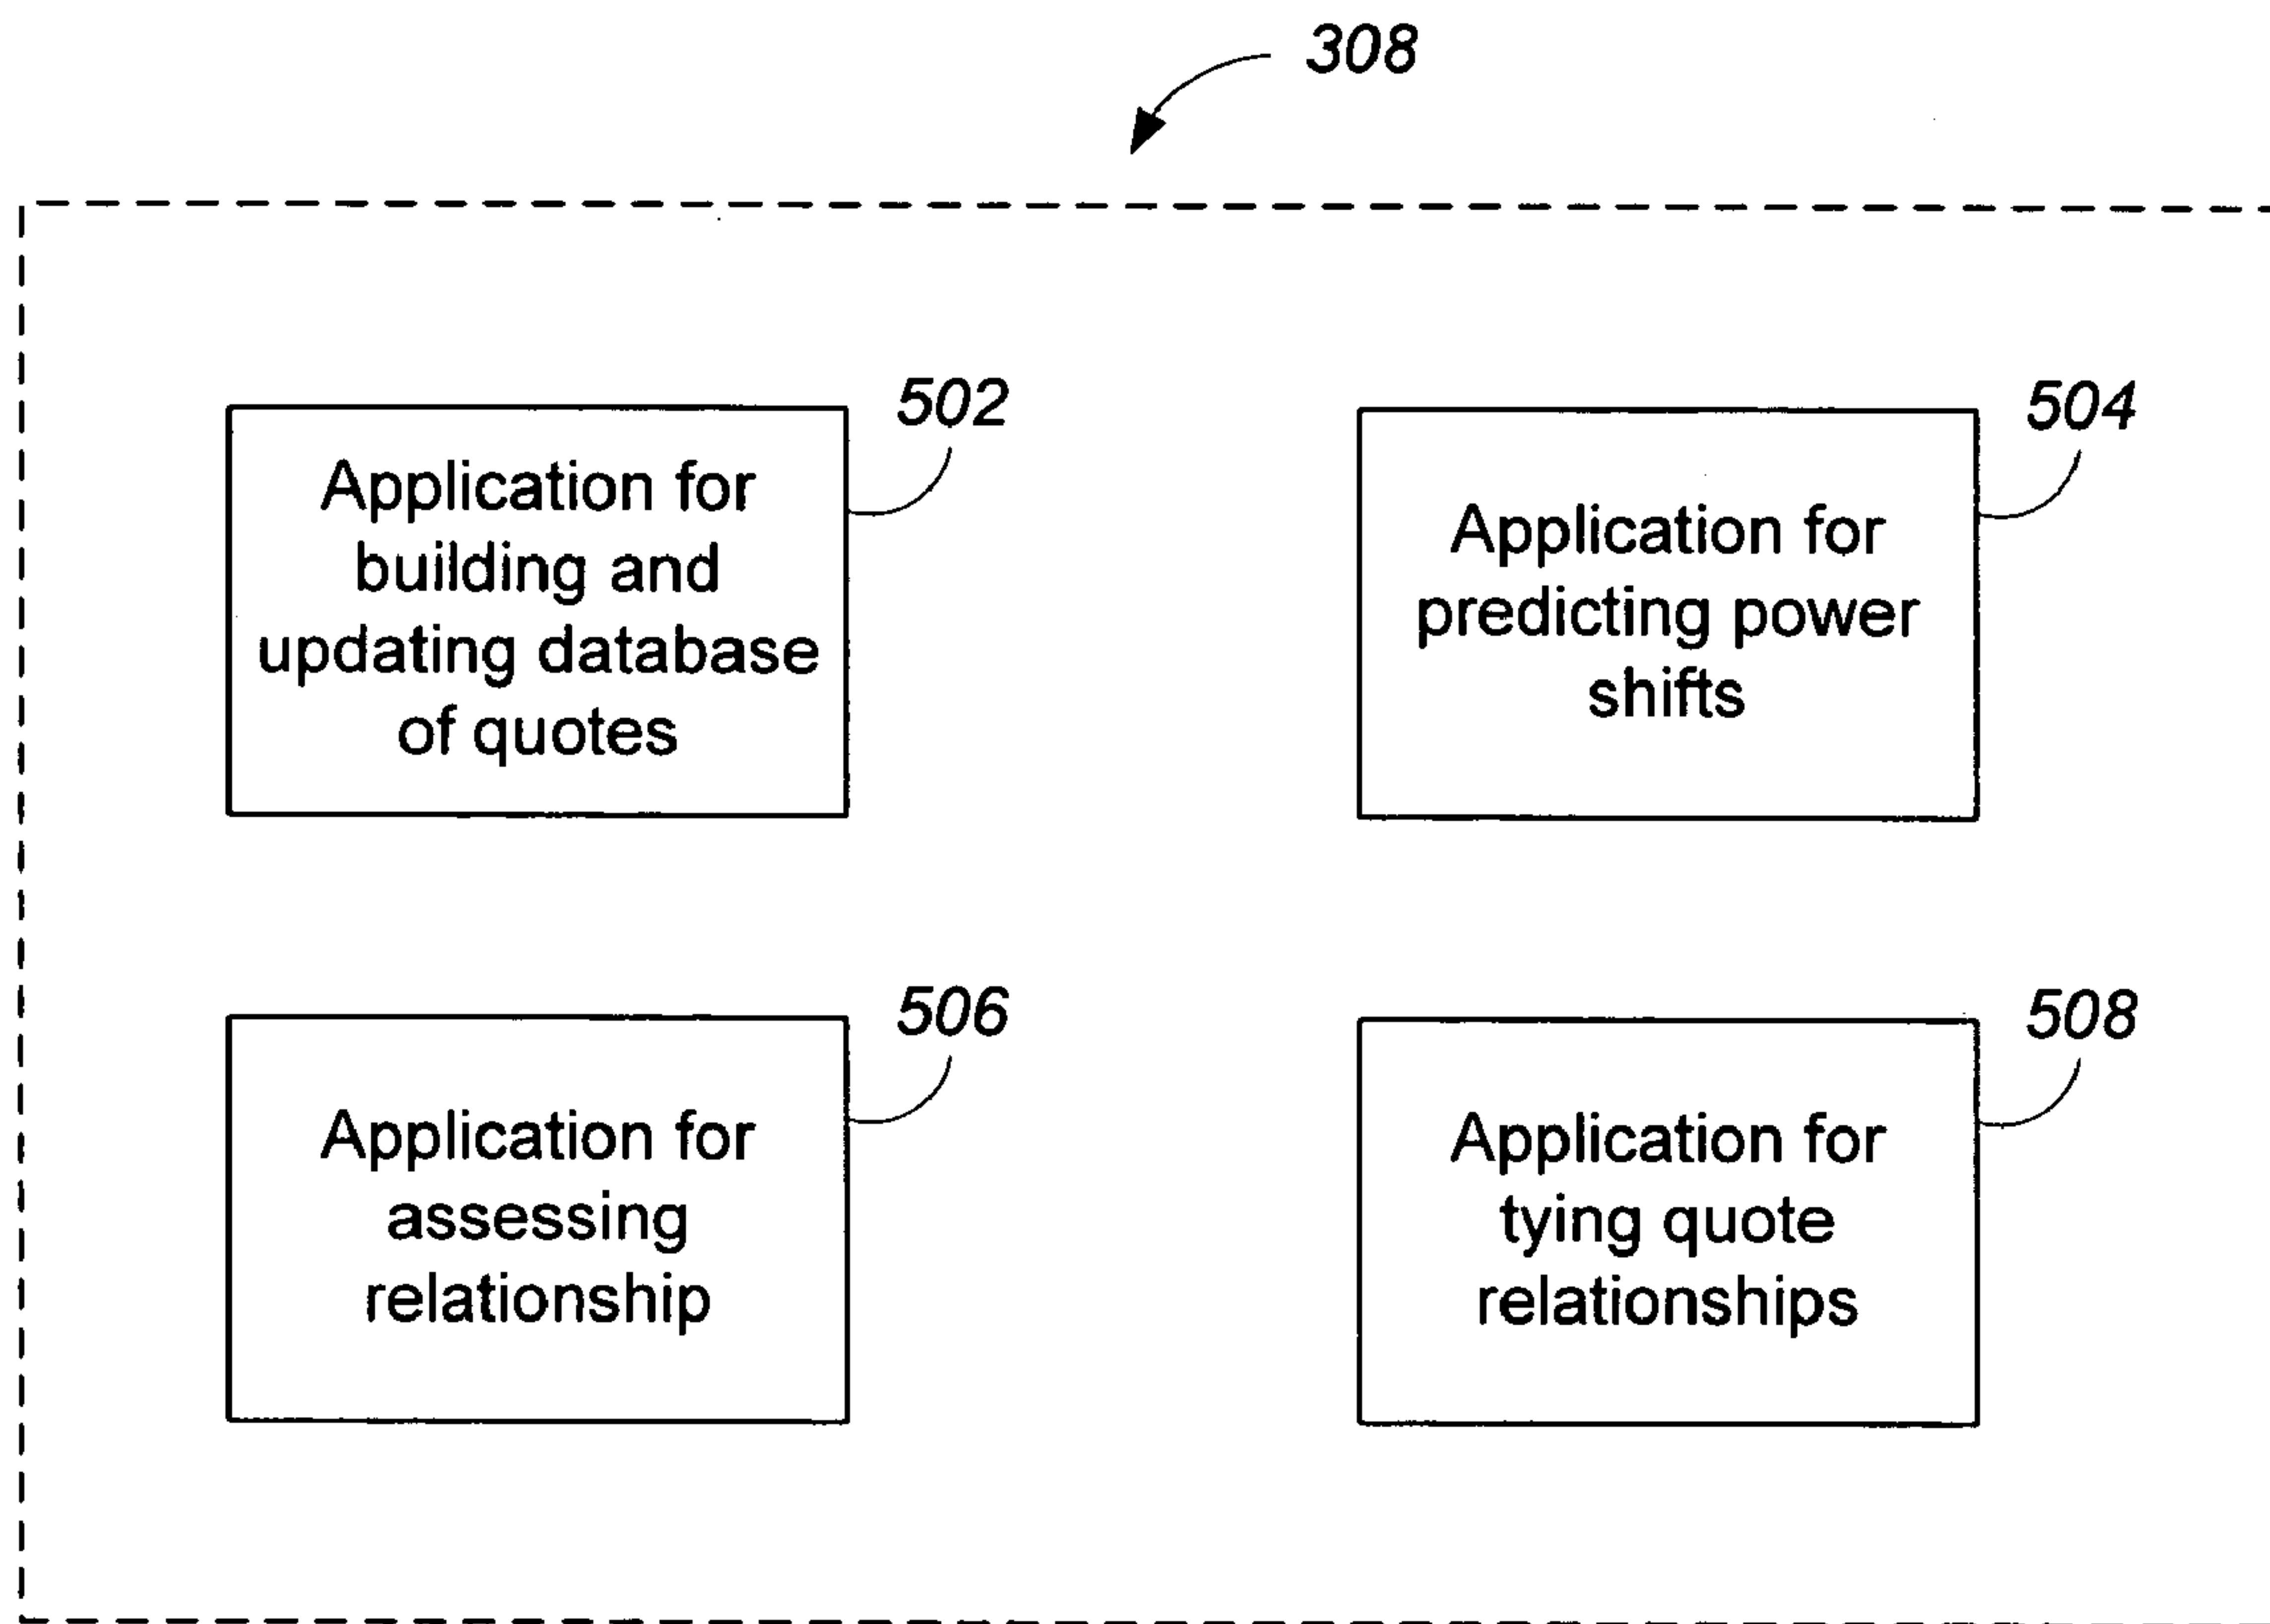 308
502
Application for
building and
updating database
of quotes
504
Application for
predicting power
shifts
506
Application for
assessing
relationship
508
Application for
tying quote
relationships